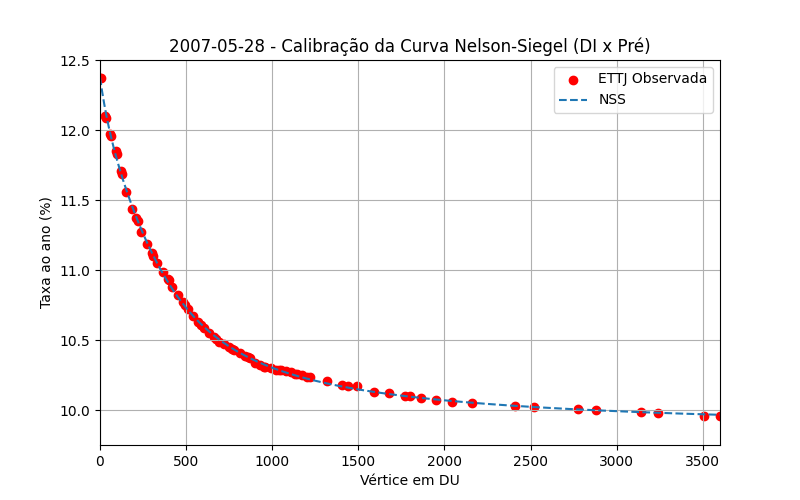 2007-05-28 - Calibração da Curva Nelson-Siegel (DI x Pré)
ETTJ Observada
NSS
Taxa ao ano (%)
12.5
12.0
11.5
11.0
10.5
10.0
0 500 1000 1500 2000 2500 3000 3500
Vértice em DU